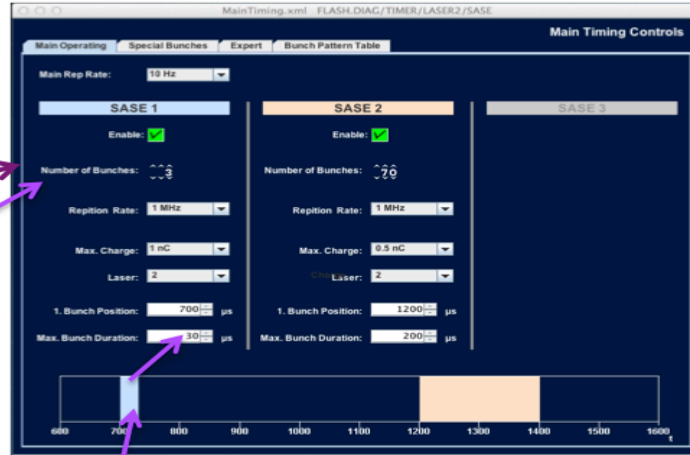 MainTiming.xml FLASH.DIAG/TIMER/LASER2/SASE
Main Timing Controls
Main Operating Special Bunches Expert Bunch Pattern Table
Main Rep Rate: 10 Hz
SASE 1 SASE 2 SASE 3
Enable: Enable:
Number of Bunches: 3 Number of Bunches: 70
Repition Rate: 1 MHz Repition Rate: 1 MHz
Max. Charge: 1 nC Max. Charge: 0.5 nC
Laser: 2 Laser: 2
1. Bunch Position: 700 µs 1. Bunch Position: 1200 µs
Max. Bunch Duration: 30 µs Max. Bunch Duration: 200 µs
600 700 800 900 1000 1100 1200 1300 1400 1500 1600
t